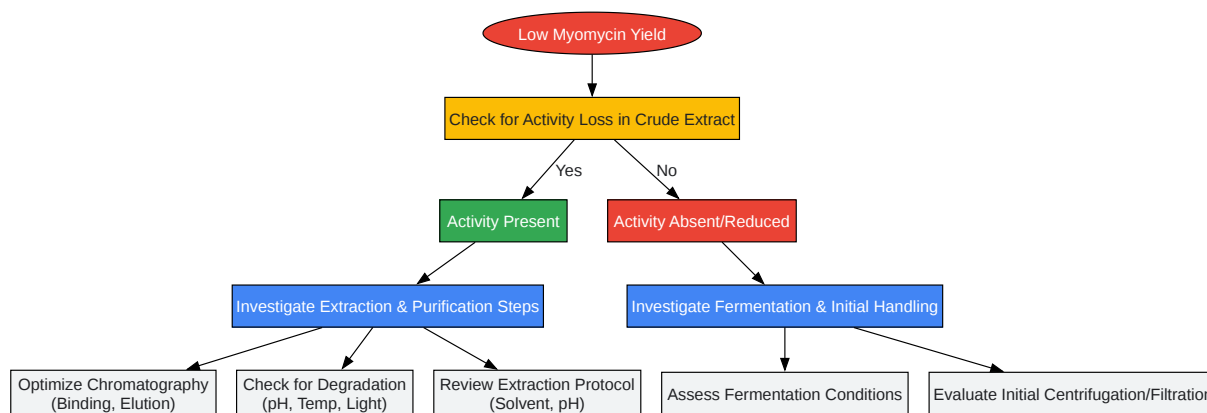 Low Myomycin Yield
Check for Activity Loss in Crude Extract
Yes
No
Activity Present
Activity Absent/Reduced
Investigate Extraction & Purification Steps
Investigate Fermentation & Initial Handling
Optimize Chromatography
(Binding, Elution)
Check for Degradation
(pH, Temp, Light)
Review Extraction Protocol
(Solvent, pH)
Assess Fermentation Conditions
Evaluate Initial Centrifugation/Filtration